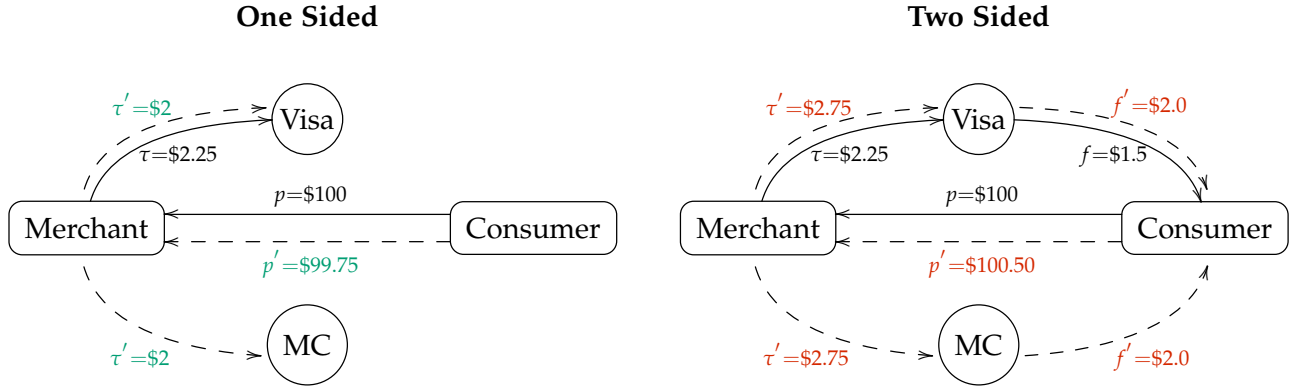 One Sided
τ′=$2
Visa
τ=$2.25
p=$100
Merchant
Consumer
p′=$99.75
MC
τ′=$2
Two Sided
τ′=$2.75
Visa
f′=$2.0
τ=$2.25
f=$1.5
p=$100
Merchant
Consumer
p′=$100.50
MC
τ′=$2.75
f′=$2.0